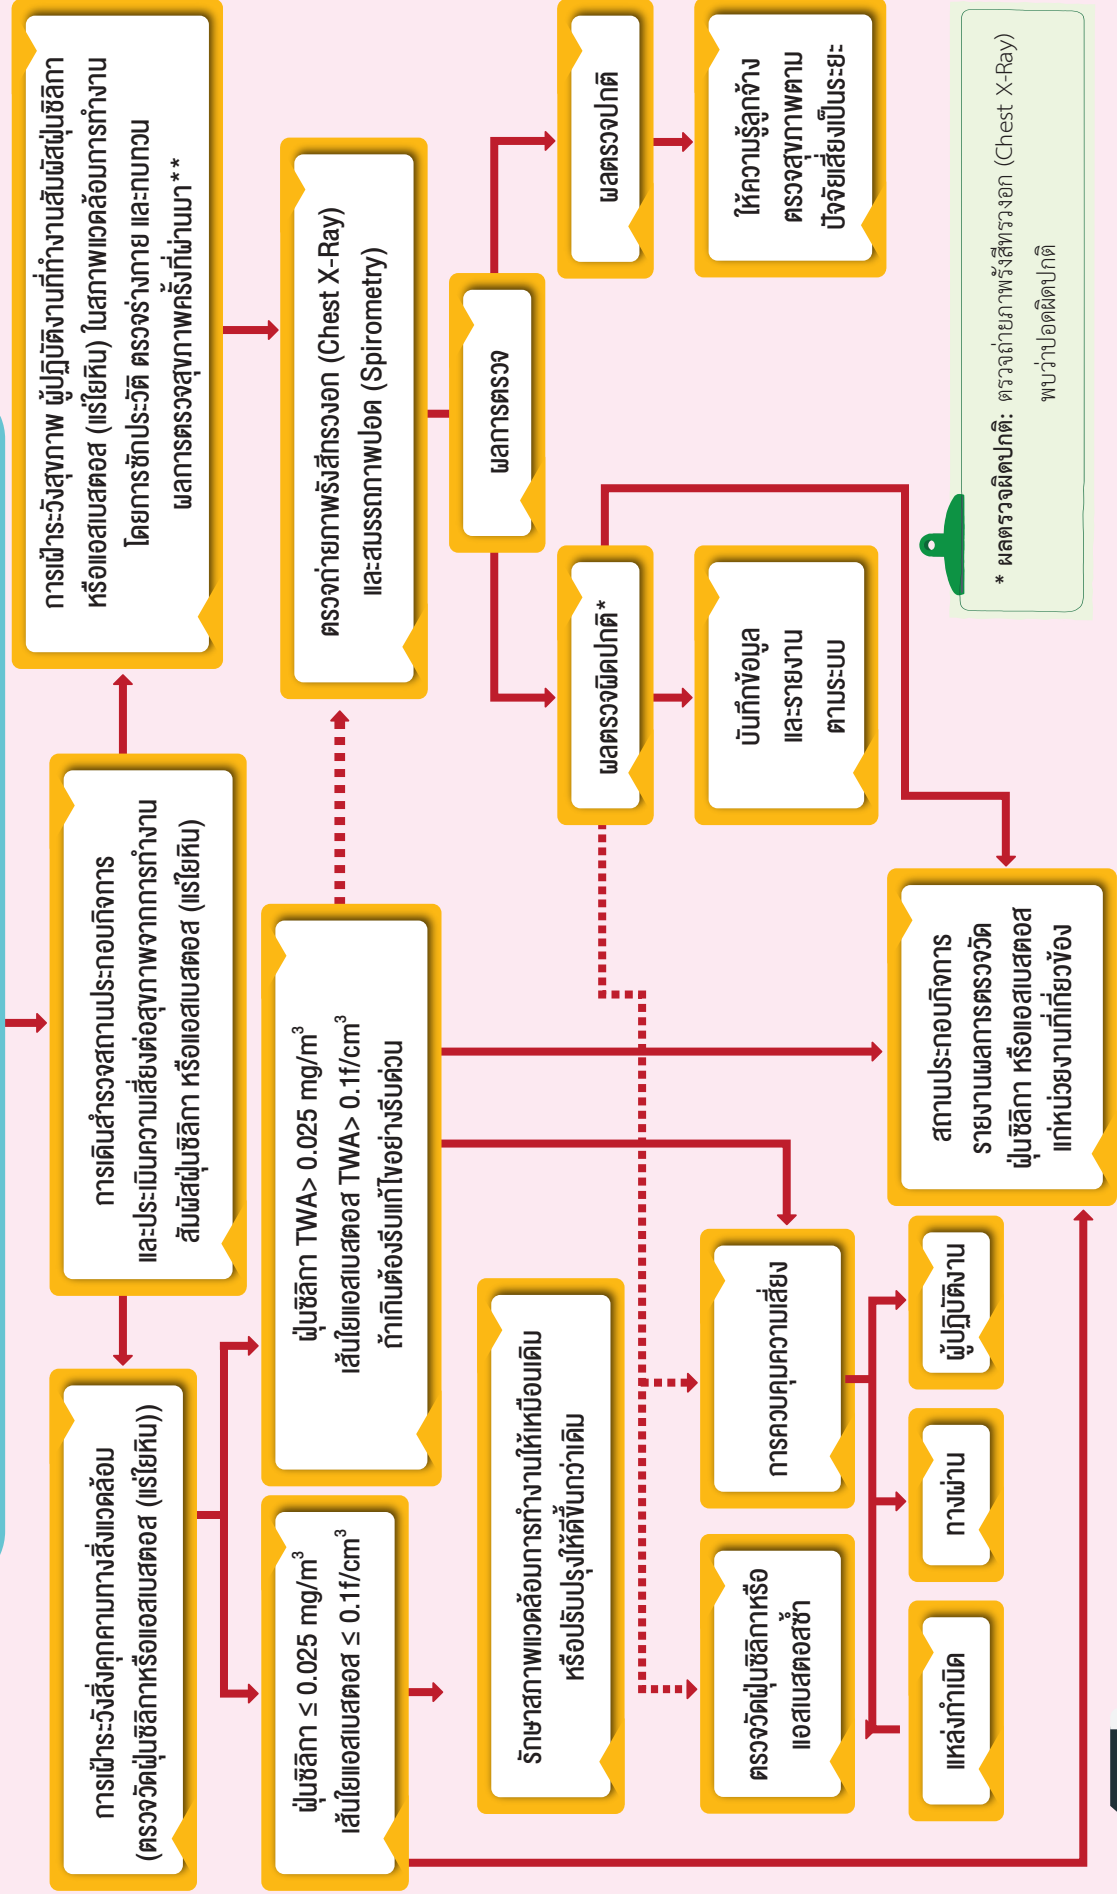 การเดินสำรวจสถานประกอบกิจการ
และประเมินความเสี่ยงต่อสุขภาพจากการทำงาน
สัมผัสฝุ่นซิลิกา หรือแอสเบสตอส (แร่ใยหิน)
การเฝ้าระวังสิ่งคุกคามทางสิ่งแวดล้อม
(ตรวจวัดฝุ่นซิลิกาหรือแอสเบสตอส (แร่ใยหิน))
การเฝ้าระวังสุขภาพ ผู้ปฏิบัติงานที่ทำงานสัมผัสฝุ่นซิลิกา
หรือแอสเบสตอส (แร่ใยหิน) ในสภาพแวดล้อมการทำงาน
โดยการซักประวัติ ตรวจร่างกาย และทบทวน
ผลการตรวจสุขภาพครั้งที่ผ่านมา**
ฝุ่นซิลิกา ≤ 0.025 mg/m³
เส้นใยแอสเบสตอส ≤ 0.1f/cm³
ฝุ่นซิลิกา TWA> 0.025 mg/m³
เส้นใยแอสเบสตอส TWA> 0.1f/cm³
ถ้าเกินต้องรีบแก้ไขอย่างรีบด่วน
ตรวจถ่ายภาพรังสีทรวงอก (Chest X-Ray)
และสมรรถภาพปอด (Spirometry)
ผลการตรวจ
รักษาสภาพแวดล้อมการทำงานให้เหมือนเดิม
หรือปรับปรุงให้ดีขึ้นกว่าเดิม
ผลตรวจผิดปกติ*
ผลตรวจปกติ
ตรวจวัดฝุ่นซิลิกาหรือ
แอสเบสตอสซ้ำ
การควบคุมความเสี่ยง
บันทึกข้อมูล
และรายงาน
ตามระบบ
ให้ความรู้ลูกจ้าง
ตรวจสุขภาพตาม
ปัจจัยเสี่ยงเป็นระยะ
แหล่งกำเนิด
ทางผ่าน
ผู้ปฏิบัติงาน
สถานประกอบกิจการ
รายงานผลการตรวจวัด
ฝุ่นซิลิกา หรือแอสเบสตอส
แก่หน่วยงานที่เกี่ยวข้อง
* ผลตรวจผิดปกติ: ตรวจถ่ายภาพรังสีทรวงอก (Chest X-Ray)
พบว่าปอดผิดปกติ